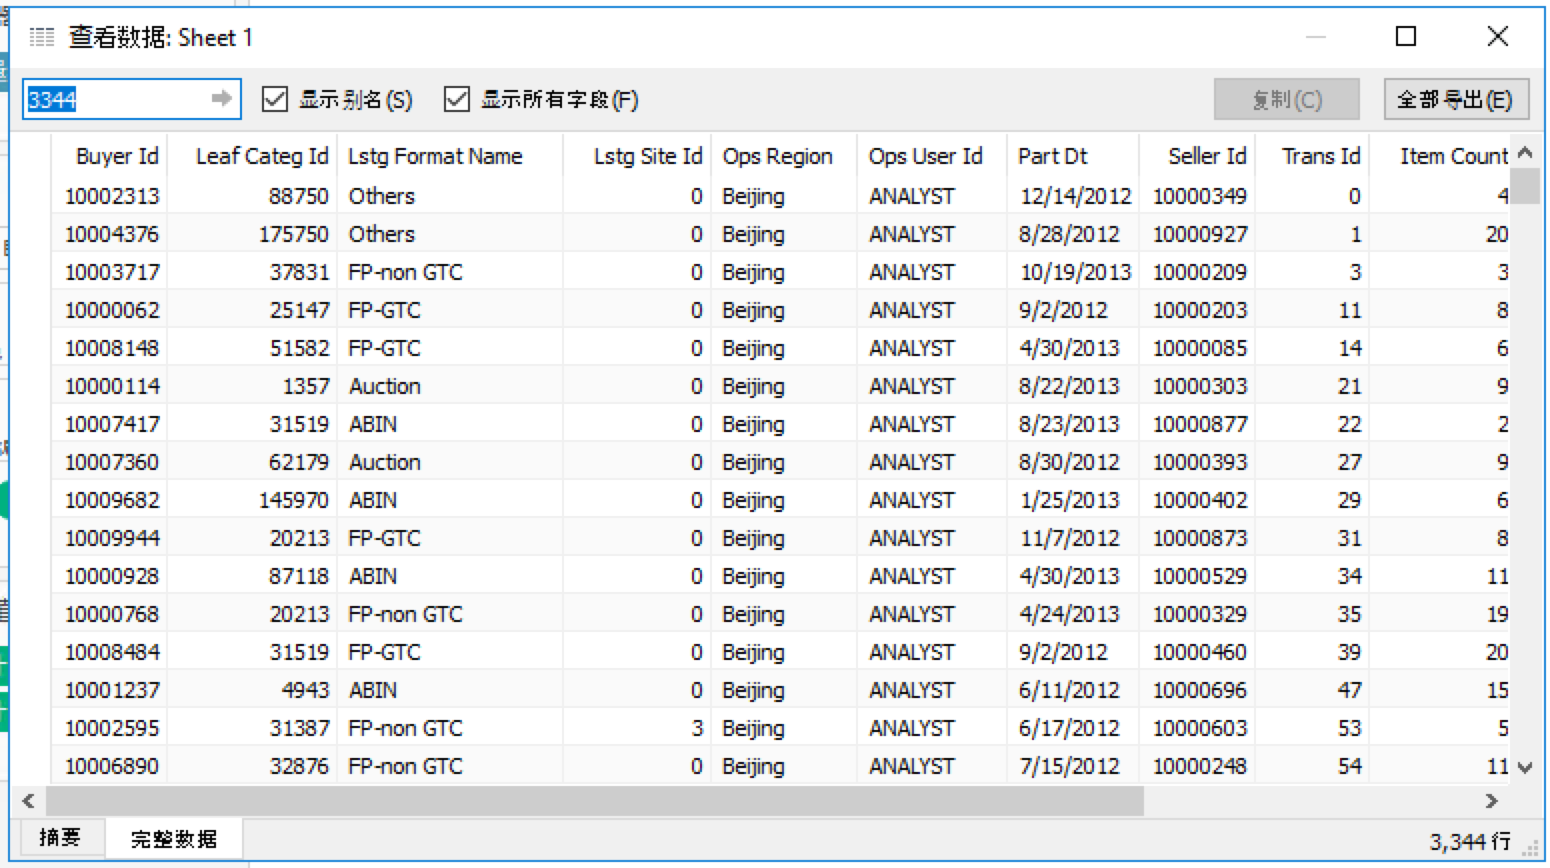 查看数据: Sheet 1
3344 显示别名(S) 显示所有字段(F) 复制(C) 全部导出(E)
Buyer Id Leaf Categ Id Lstg Format Name Lstg Site Id Ops Region Ops User Id Part Dt Seller Id Trans Id Item Count
10002313 88750 Others 0 Beijing ANALYST 12/14/2012 10000349 0 4
10004376 175750 Others 0 Beijing ANALYST 8/28/2012 10000927 1 20
10003717 37831 FP-non GTC 0 Beijing ANALYST 10/19/2013 10000209 3 3
10000062 25147 FP-GTC 0 Beijing ANALYST 9/2/2012 10000203 11 8
10008148 51582 FP-GTC 0 Beijing ANALYST 4/30/2013 10000085 14 6
10000114 1357 Auction 0 Beijing ANALYST 8/22/2013 10000303 21 9
10007417 31519 ABIN 0 Beijing ANALYST 8/23/2013 10000877 22 2
10007360 62179 Auction 0 Beijing ANALYST 8/30/2012 10000393 27 9
10009682 145970 ABIN 0 Beijing ANALYST 1/25/2013 10000402 29 6
10009944 20213 FP-GTC 0 Beijing ANALYST 11/7/2012 10000873 31 8
10000928 87118 ABIN 0 Beijing ANALYST 4/30/2013 10000529 34 11
10000768 20213 FP-non GTC 0 Beijing ANALYST 4/24/2013 10000329 35 19
10008484 31519 FP-GTC 0 Beijing ANALYST 9/2/2012 10000460 39 20
10001237 4943 ABIN 0 Beijing ANALYST 6/11/2012 10000696 47 15
10002595 31387 FP-non GTC 3 Beijing ANALYST 6/17/2012 10000603 53 5
10006890 32876 FP-non GTC 0 Beijing ANALYST 7/15/2012 10000248 54 11
摘要 完整数据 3,344 行